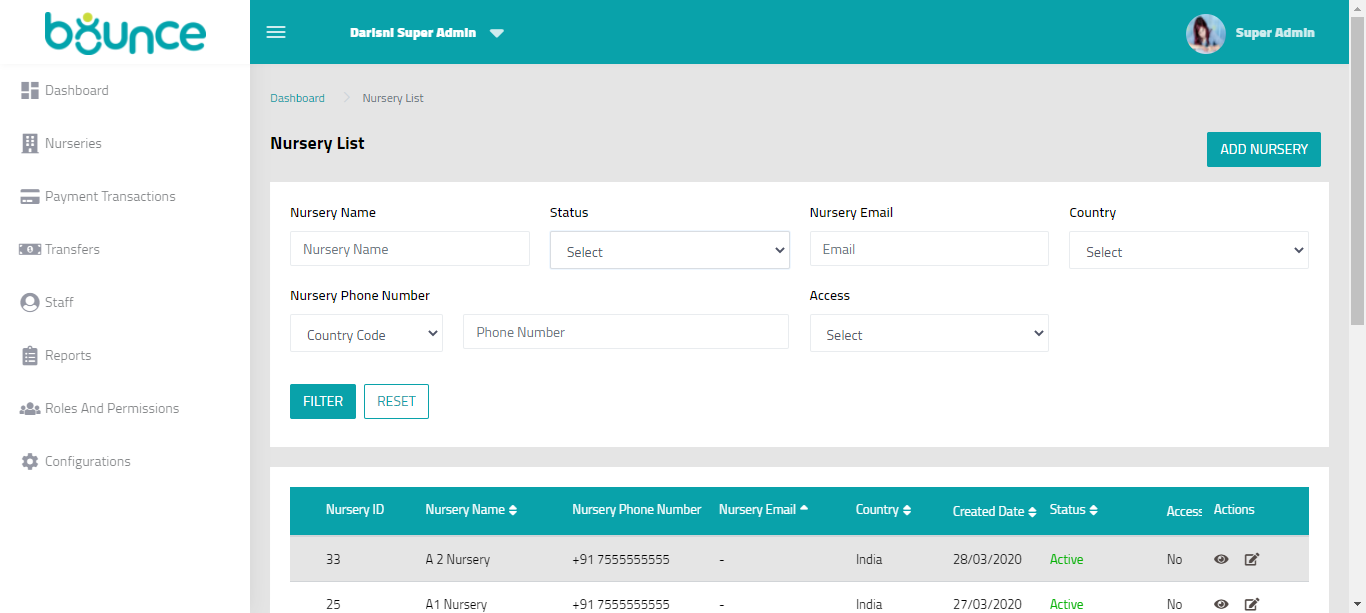 bounce
Darisni Super Admin
Super Admin
Dashboard
Nurseries
Payment Transactions
Transfers
Staff
Reports
Roles And Permissions
Configurations
Dashboard Nursery List
Nursery List
ADD NURSERY
Nursery Name Status Nursery Email Country
Nursery Name Select Email Select
Nursery Phone Number Access
Country Code Phone Number Select
FILTER RESET
Nursery ID Nursery Name Nursery Phone Number Nursery Email Country Created Date Status Access Actions
33 A 2 Nursery +91 7555555555 - India 28/03/2020 Active No
25 A1 Nursery +91 7555555555 - India 27/03/2020 Active No